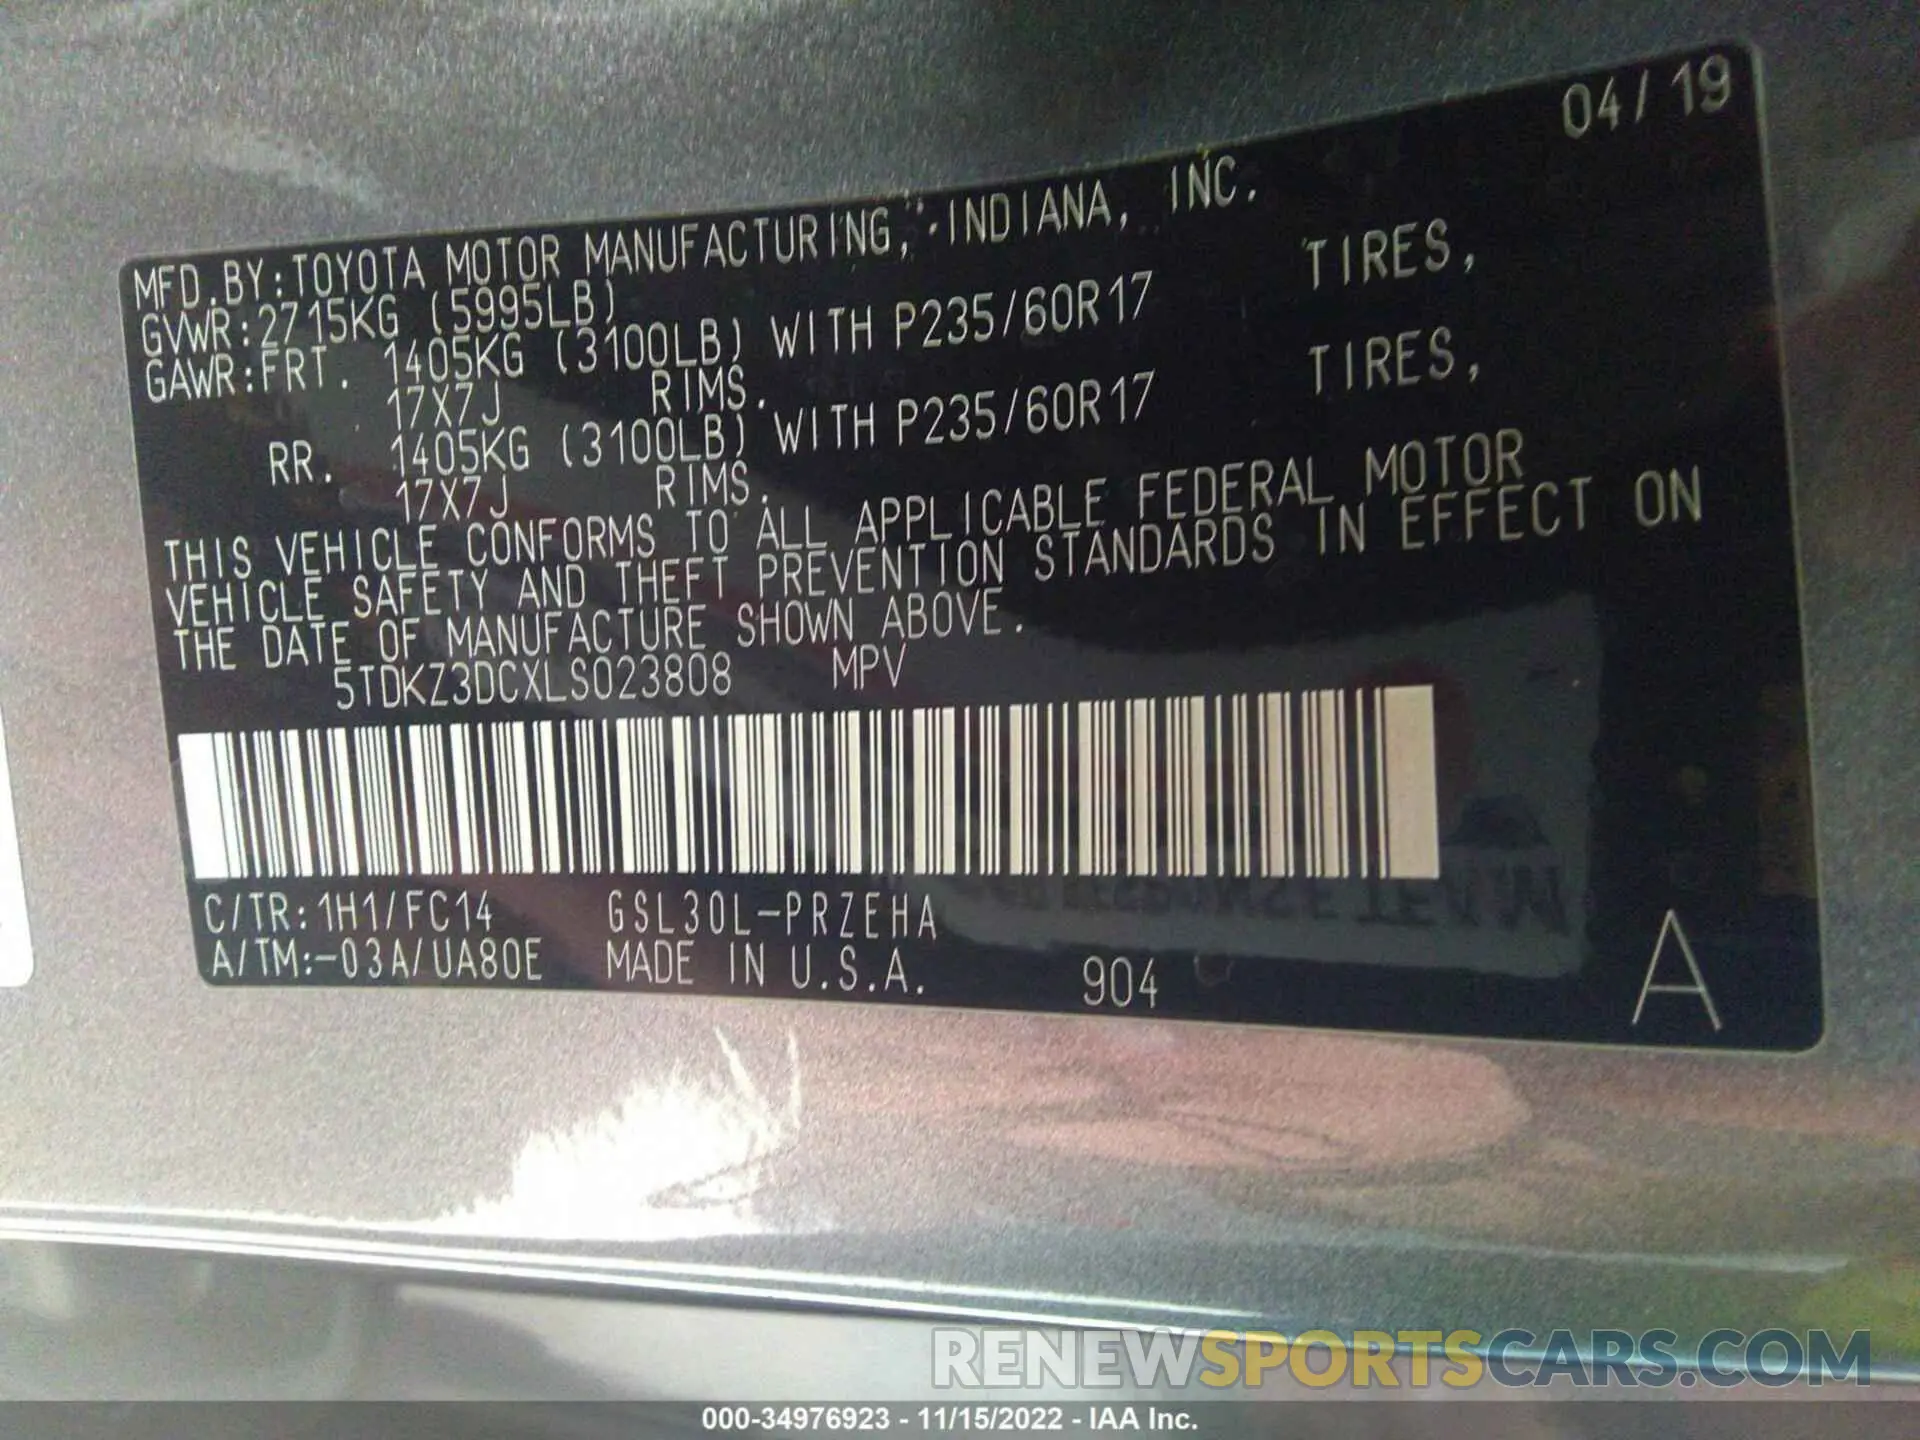 04/19
MFD.BY:TOYOTA MOTOR MANUFACTURING, INDIANA, INC.
GVWR:2715KG (5995LB)
GAWR:FRT. 1405KG (3100LB) WITH P235/60R17 TIRES,
17X7J RIMS.
RR. 1405KG (3100LB) WITH P235/60R17 TIRES,
17X7J RIMS.
THIS VEHICLE CONFORMS TO ALL APPLICABLE FEDERAL MOTOR
VEHICLE SAFETY AND THEFT PREVENTION STANDARDS IN EFFECT ON
THE DATE OF MANUFACTURE SHOWN ABOVE.
5TDKZ3DCXLS023808 MPV
C/TR:1H1/FC14 GSL30L-PRZEHA
A/TM:-03A/UA80E MADE IN U.S.A. 904
A
RENEWSPORTSCARS.COM
000-34976923 - 11/15/2022 - IAA Inc.